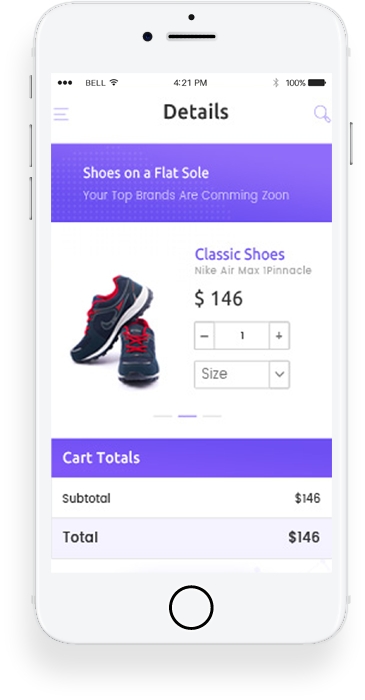 BELL 4:21 PM 100%
Details
Shoes on a Flat Sole
Your Top Brands Are Comming Zoon
Classic Shoes
Nike Air Max 1Pinnacle
$ 146
− 1 +
Size
Cart Totals
Subtotal $146
Total $146